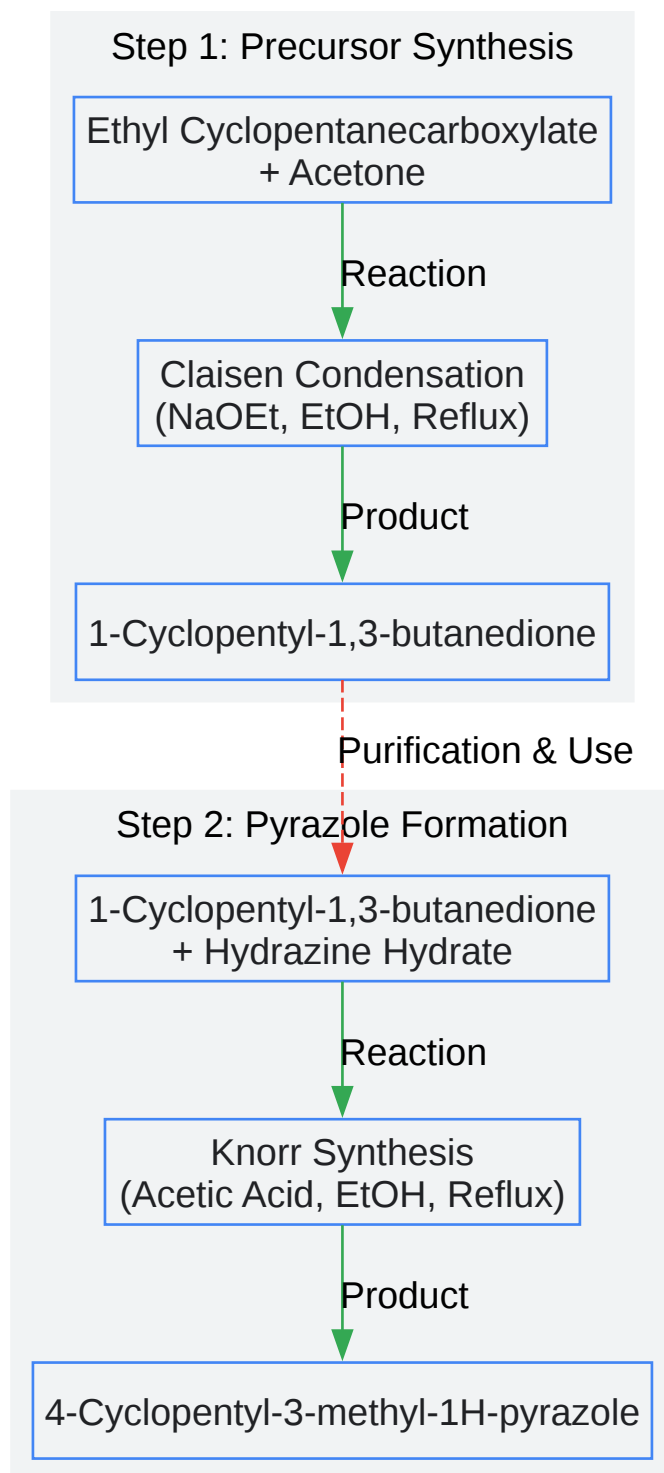 Step 1: Precursor Synthesis
Ethyl Cyclopentanecarboxylate
+ Acetone
Reaction
Claisen Condensation
(NaOEt, EtOH, Reflux)
Product
1-Cyclopentyl-1,3-butanedione
Purification & Use
Step 2: Pyrazole Formation
1-Cyclopentyl-1,3-butanedione
+ Hydrazine Hydrate
Reaction
Knorr Synthesis
(Acetic Acid, EtOH, Reflux)
Product
4-Cyclopentyl-3-methyl-1H-pyrazole